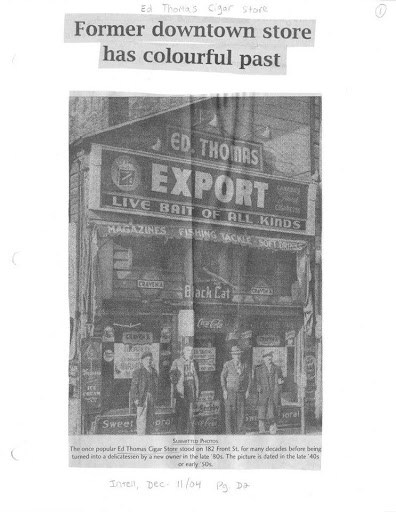 Ed Thomas Cigar Store
1
Former downtown store
has colourful past
ED. THOMAS
EXPORT
LIVE BAIT OF ALL KINDS
MAGAZINES FISHING TACKLE SOFT DRINKS
Black Cat
Coca-Cola
Sweet
SUBMITTED PHOTOS
The once popular Ed Thomas Cigar Store stood on 182 Front St. for many decades before being
turned into a delicatessen by a new owner in the late '80s. The picture is dated in the late '40s
or early '50s.
Intell, Dec. 11/04 Pg. D2